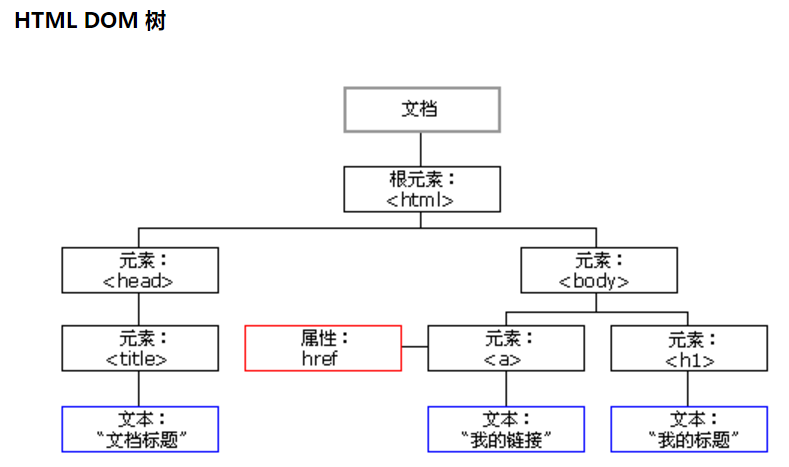 HTML DOM 树
文档
根元素：
<html>
元素：
<head>
元素：
<body>
元素：
<title>
属性：
href
元素：
<a>
元素：
<h1>
文本：
“文档标题”
文本：
“我的链接”
文本：
“我的标题”